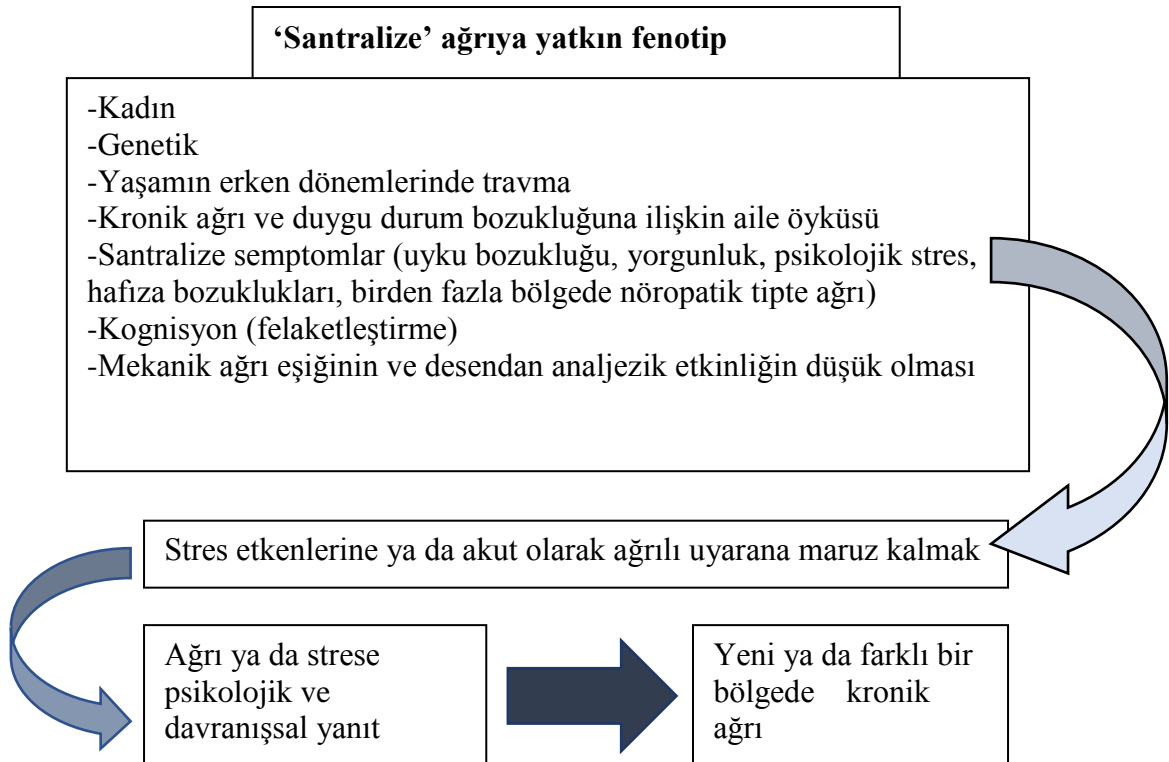 ‘Santralize’ ağrıya yatkın fenotip
-Kadın
-Genetik
-Yaşamın erken dönemlerinde travma
-Kronik ağrı ve duygu durum bozukluğuna ilişkin aile öyküsü
-Santralize semptomlar (uyku bozukluğu, yorgunluk, psikolojik stres,
hafıza bozuklukları, birden fazla bölgede nöropatik tipte ağrı)
-Kognisyon (felaketleştirme)
-Mekanik ağrı eşiğinin ve desendan analjezik etkinliğin düşük olması
Stres etkenlerine ya da akut olarak ağrılı uyarana maruz kalmak
Ağrı ya da strese
psikolojik ve
davranışsal yanıt
Yeni ya da farklı bir
bölgede kronik
ağrı